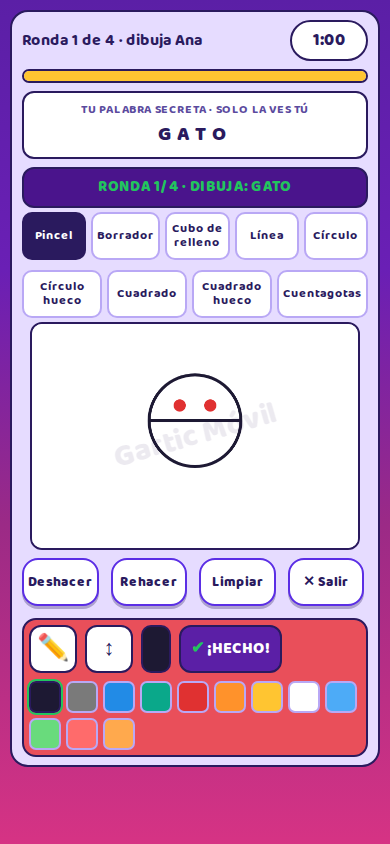 Ronda 1 de 4 · dibuja Ana
1:00
TU PALABRA SECRETA · SOLO LA VES TÚ
GATO
RONDA 1/4 · DIBUJA: GATO
Pincel
Borrador
Cubo de
relleno
Línea
Círculo
Círculo
hueco
Cuadrado
Cuadrado
hueco
Cuentagotas
Gartic Móvil
Deshacer
Rehacer
Limpiar
✕ Salir
✔ ¡HECHO!